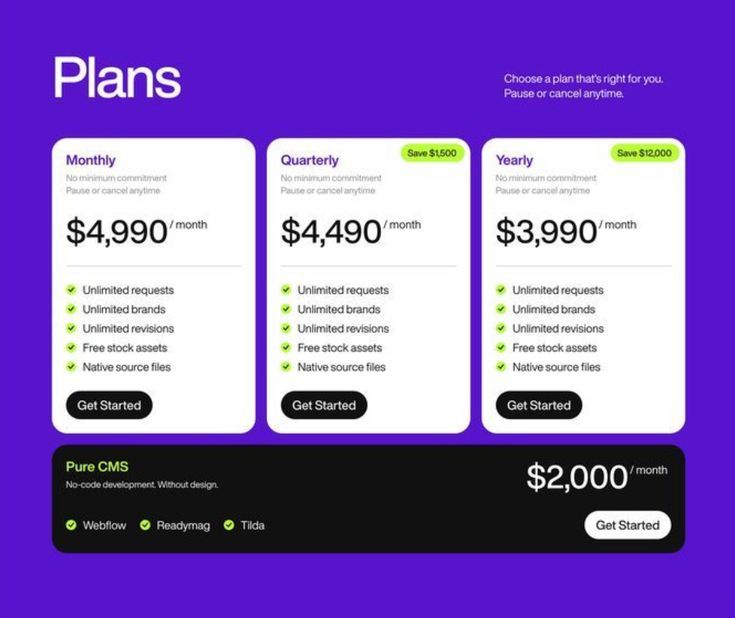 Plans
Choose a plan that's right for you.
Pause or cancel anytime.
Monthly
No minimum commitment
Pause or cancel anytime
$4,990 / month
Unlimited requests
Unlimited brands
Unlimited revisions
Free stock assets
Native source files
Get Started
Quarterly
Save $1,500
No minimum commitment
Pause or cancel anytime
$4,490 / month
Unlimited requests
Unlimited brands
Unlimited revisions
Free stock assets
Native source files
Get Started
Yearly
Save $12,000
No minimum commitment
Pause or cancel anytime
$3,990 / month
Unlimited requests
Unlimited brands
Unlimited revisions
Free stock assets
Native source files
Get Started
Pure CMS
No-code development. Without design.
$2,000 / month
Webflow
Readymag
Tilda
Get Started